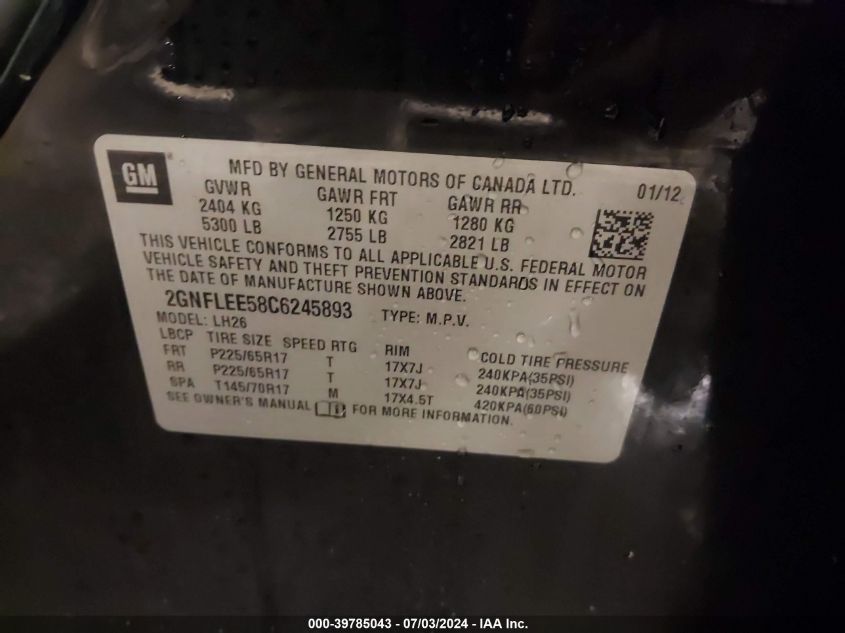 GM
MFD BY GENERAL MOTORS OF CANADA LTD. 01/12
GVWR GAWR FRT GAWR RR
2404 KG 1250 KG 1280 KG
5300 LB 2755 LB 2821 LB
THIS VEHICLE CONFORMS TO ALL APPLICABLE U.S. FEDERAL MOTOR
VEHICLE SAFETY AND THEFT PREVENTION STANDARDS IN EFFECT ON
THE DATE OF MANUFACTURE SHOWN ABOVE.
2GNFLEE58C6245893 TYPE: M.P.V.
MODEL: LH26
LBCP TIRE SIZE SPEED RTG RIM COLD TIRE PRESSURE
FRT P225/65R17 T 17X7J 240KPA(35PSI)
RR P225/65R17 T 17X7J 240KPA(35PSI)
SPA T145/70R17 M 17X4.5T 420KPA(60PSI)
SEE OWNER'S MANUAL FOR MORE INFORMATION.
000-39785043 - 07/03/2024 - IAA Inc.